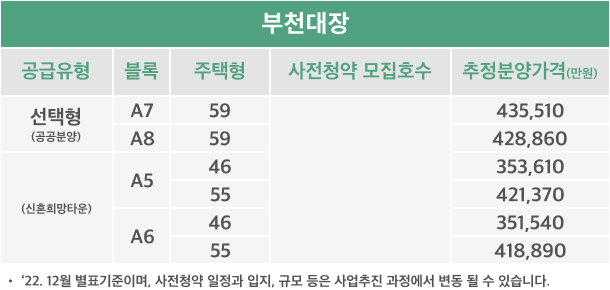 부천대장
공급유형 블록 주택형 사전청약 모집호수 추정분양가격(만원)
선택형 (공공분양) A7 59 435,510
A8 59 428,860
(신혼희망타운) A5 46 353,610
55 421,370
A6 46 351,540
55 418,890
• ‘22. 12월 별표기준이며, 사전청약 일정과 입지, 규모 등은 사업추진 과정에서 변동 될 수 있습니다.